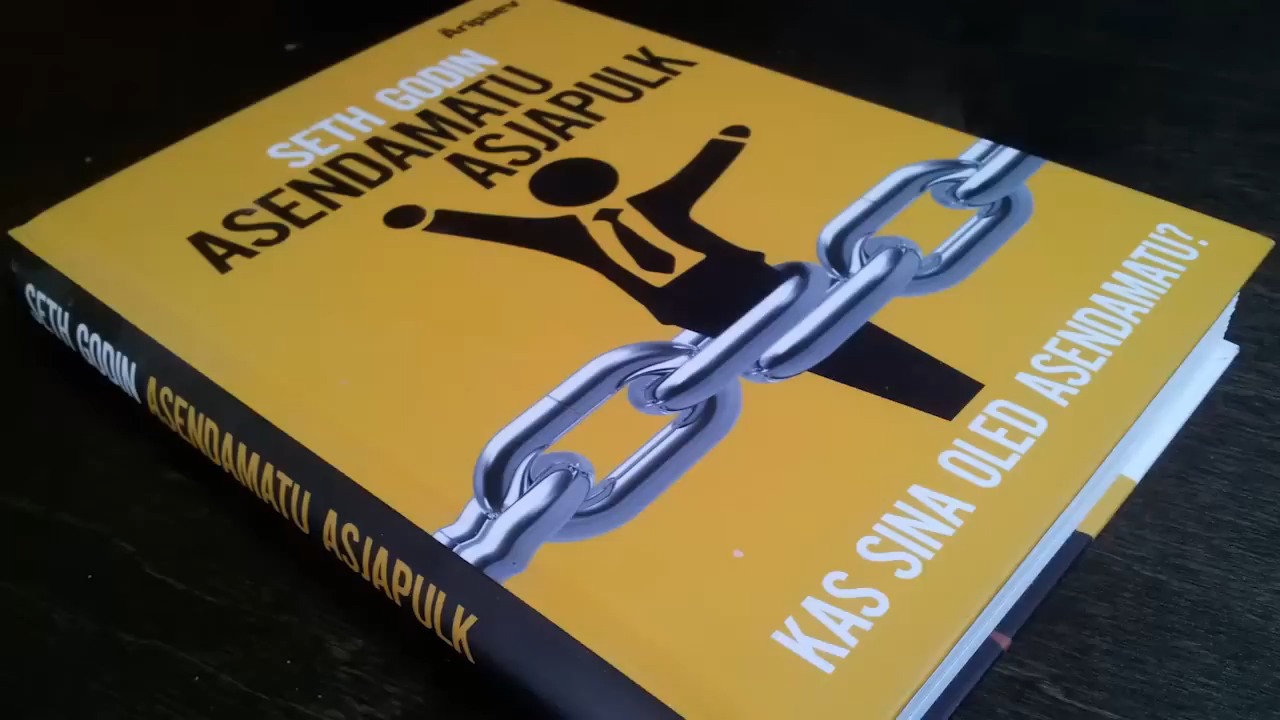 Äripäev
SETH GODIN
ASENDAMATU
ASJAPULK
KAS SINA OLED ASENDAMATU?
SETH GODIN ASENDAMATU ASJAPULK